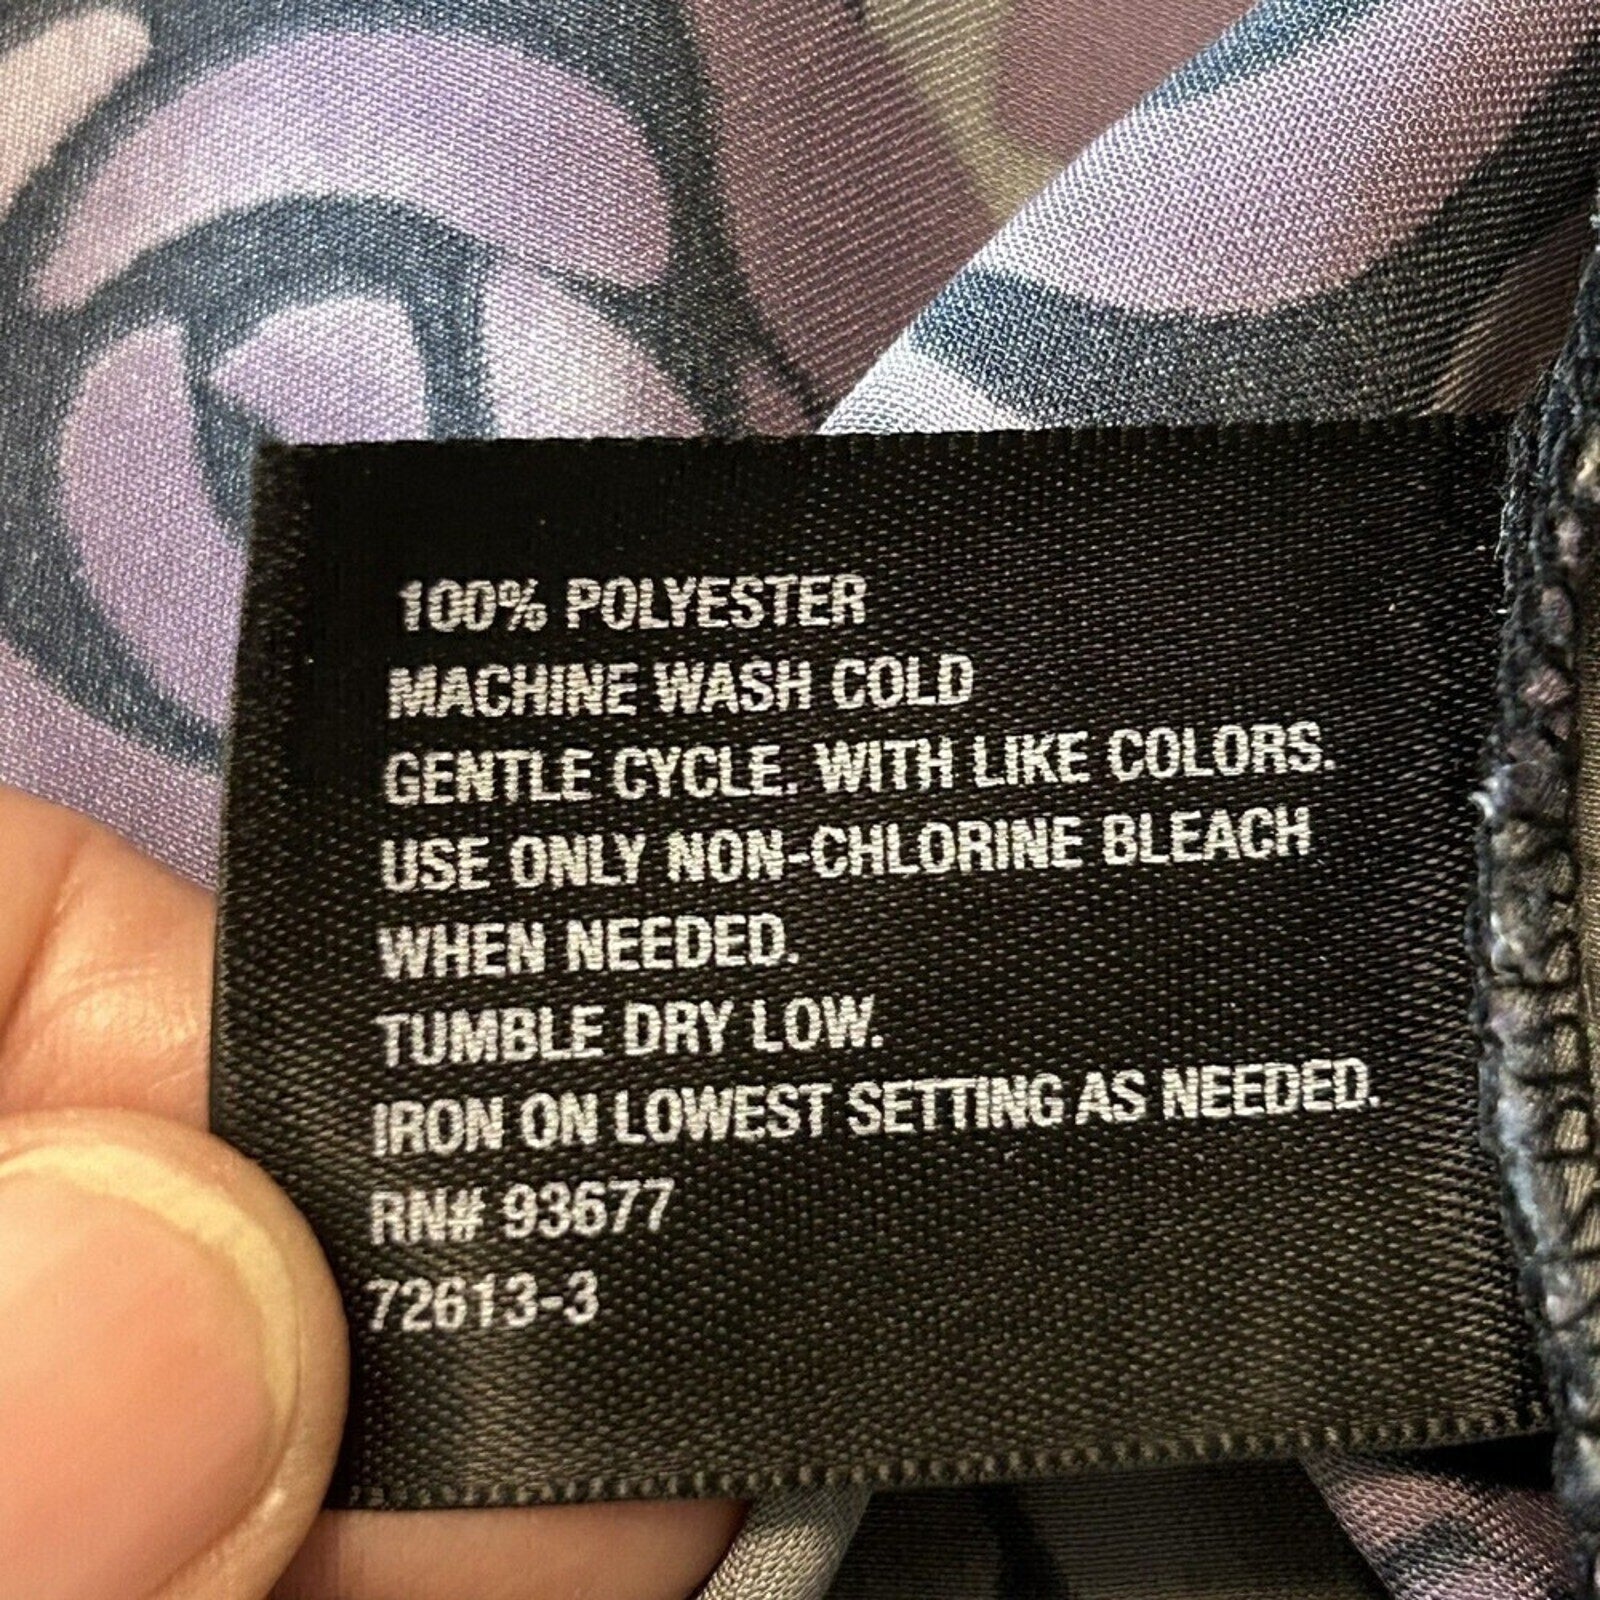 100% POLYESTER
MACHINE WASH COLD
GENTLE CYCLE. WITH LIKE COLORS.
USE ONLY NON-CHLORINE BLEACH
WHEN NEEDED.
TUMBLE DRY LOW.
IRON ON LOWEST SETTING AS NEEDED.
RN# 93677
72613-3